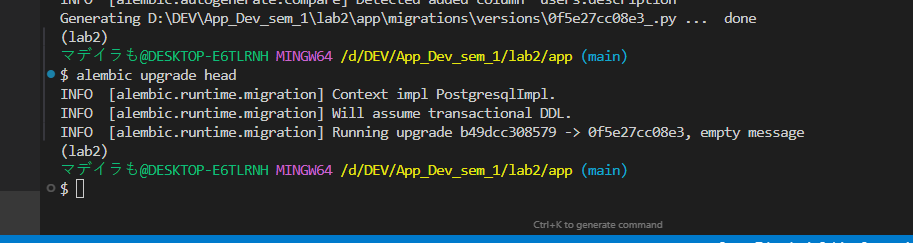 INFO [alembic.autogenerate.compare] Detected added column 'users.description'
Generating D:\DEV\App_Dev_sem_1\lab2\app\migrations\versions\0f5e27cc08e3_.py ... done
(lab2)
マデイラも@DESKTOP-E6TLRNH MINGW64 /d/DEV/App_Dev_sem_1/lab2/app (main)
$ alembic upgrade head
INFO [alembic.runtime.migration] Context impl PostgresqlImpl.
INFO [alembic.runtime.migration] Will assume transactional DDL.
INFO [alembic.runtime.migration] Running upgrade b49dcc308579 -> 0f5e27cc08e3, empty message
(lab2)
マデイラも@DESKTOP-E6TLRNH MINGW64 /d/DEV/App_Dev_sem_1/lab2/app (main)
$
Ctrl+K to generate command